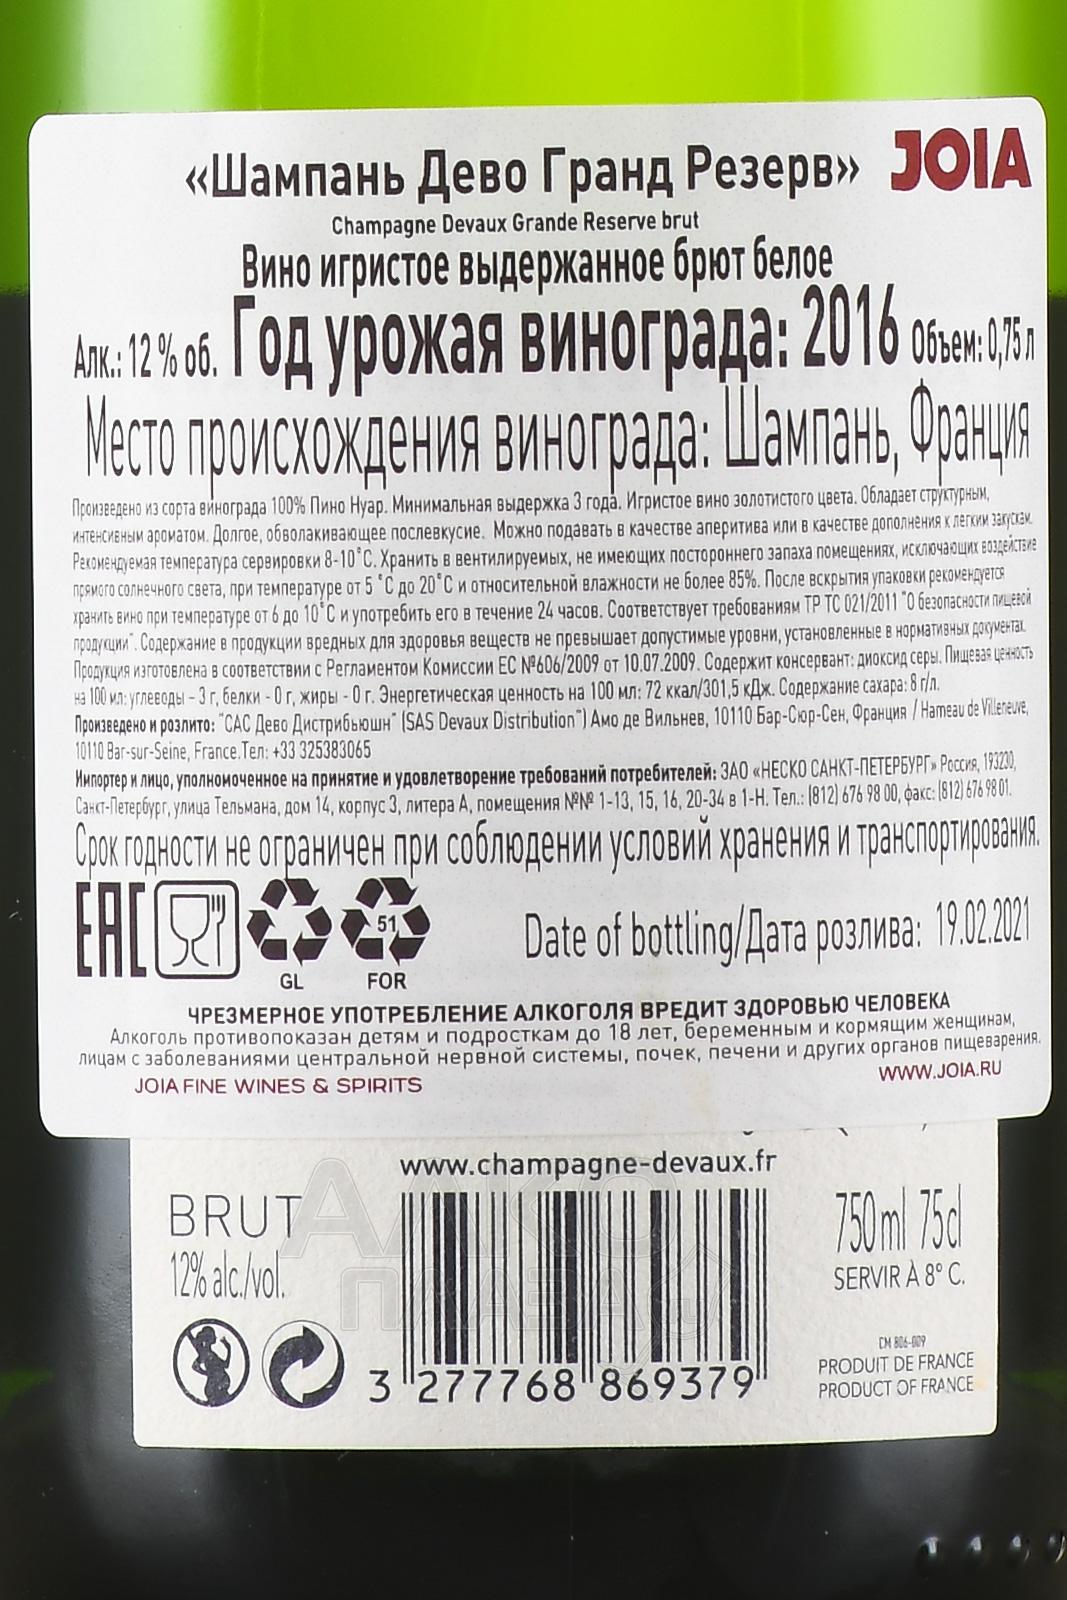 «Шампань Дево Гранд Резерв» JOIA
Champagne Devaux Grande Reserve brut
Вино игристое выдержанное брют белое
Алк.: 12 % об. Год урожая винограда: 2016 Объем: 0,75 л
Место происхождения винограда: Шампань, Франция
Произведено из сорта винограда 100% Пино Нуар. Минимальная выдержка 3 года. Игристое вино золотистого цвета. Обладает структурным,
интенсивным ароматом. Долгое, обволакивающее послевкусие. Можно подавать в качестве аперитива или в качестве дополнения к легким закускам.
Рекомендуемая температура сервировки 8-10˚С. Хранить в вентилируемых, не имеющих постороннего запаха помещениях, исключающих воздействие
прямого солнечного света, при температуре от 5 ˚С до 20˚С и относительной влажности не более 85%. После вскрытия упаковки рекомендуется
хранить вино при температуре от 6 до 10˚С и употребить его в течение 24 часов. Соответствует требованиям ТР ТС 021/2011 "О безопасности пищевой
продукции". Содержание в продукции вредных для здоровья веществ не превышает допустимые уровни, установленные в нормативных документах.
Продукция изготовлена в соответствии с Регламентом Комиссии ЕС №606/2009 от 10.07.2009. Содержит консервант: диоксид серы. Пищевая ценность
на 100 мл: углеводы – 3 г, белки - 0 г, жиры - 0 г. Энергетическая ценность на 100 мл: 72 ккал/301,5 кДж. Содержание сахара: 8 г/л.
Произведено и розлито: "САС Дево Дистрибьюшн" (SAS Devaux Distribution") Амо де Вильнев, 10110 Бар-Сюр-Сен, Франция / Hameau de Villeneuve,
10110 Bar-sur-Seine, France.Тел: +33 325383065
Импортер и лицо, уполномоченное на принятие и удовлетворение требований потребителей: ЗАО «НЕСКО САНКТ-ПЕТЕРБУРГ» Россия, 193230,
Санкт-Петербург, улица Тельмана, дом 14, корпус 3, литера А, помещения №№ 1-13, 15, 16, 20-34 в 1-Н. Тел.: (812) 676 98 00, факс: (812) 676 98 01.
Срок годности не ограничен при соблюдении условий хранения и транспортирования.
EAC
51
GL FOR
Date of bottling/Дата розлива: 19.02.2021
ЧРЕЗМЕРНОЕ УПОТРЕБЛЕНИЕ АЛКОГОЛЯ ВРЕДИТ ЗДОРОВЬЮ ЧЕЛОВЕКА
Алкоголь противопоказан детям и подросткам до 18 лет, беременным и кормящим женщинам,
лицам с заболеваниями центральной нервной системы, почек, печени и других органов пищеварения.
JOIA FINE WINES & SPIRITS WWW.JOIA.RU
www.champagne-devaux.fr
BRUT
12% alc./vol.
750 ml 75cl
SERVIR À 8° C.
CM 806-009
PRODUIT DE FRANCE
PRODUCT OF FRANCE
3 277768 869379
АЛКО
ПЛАЗА
ru